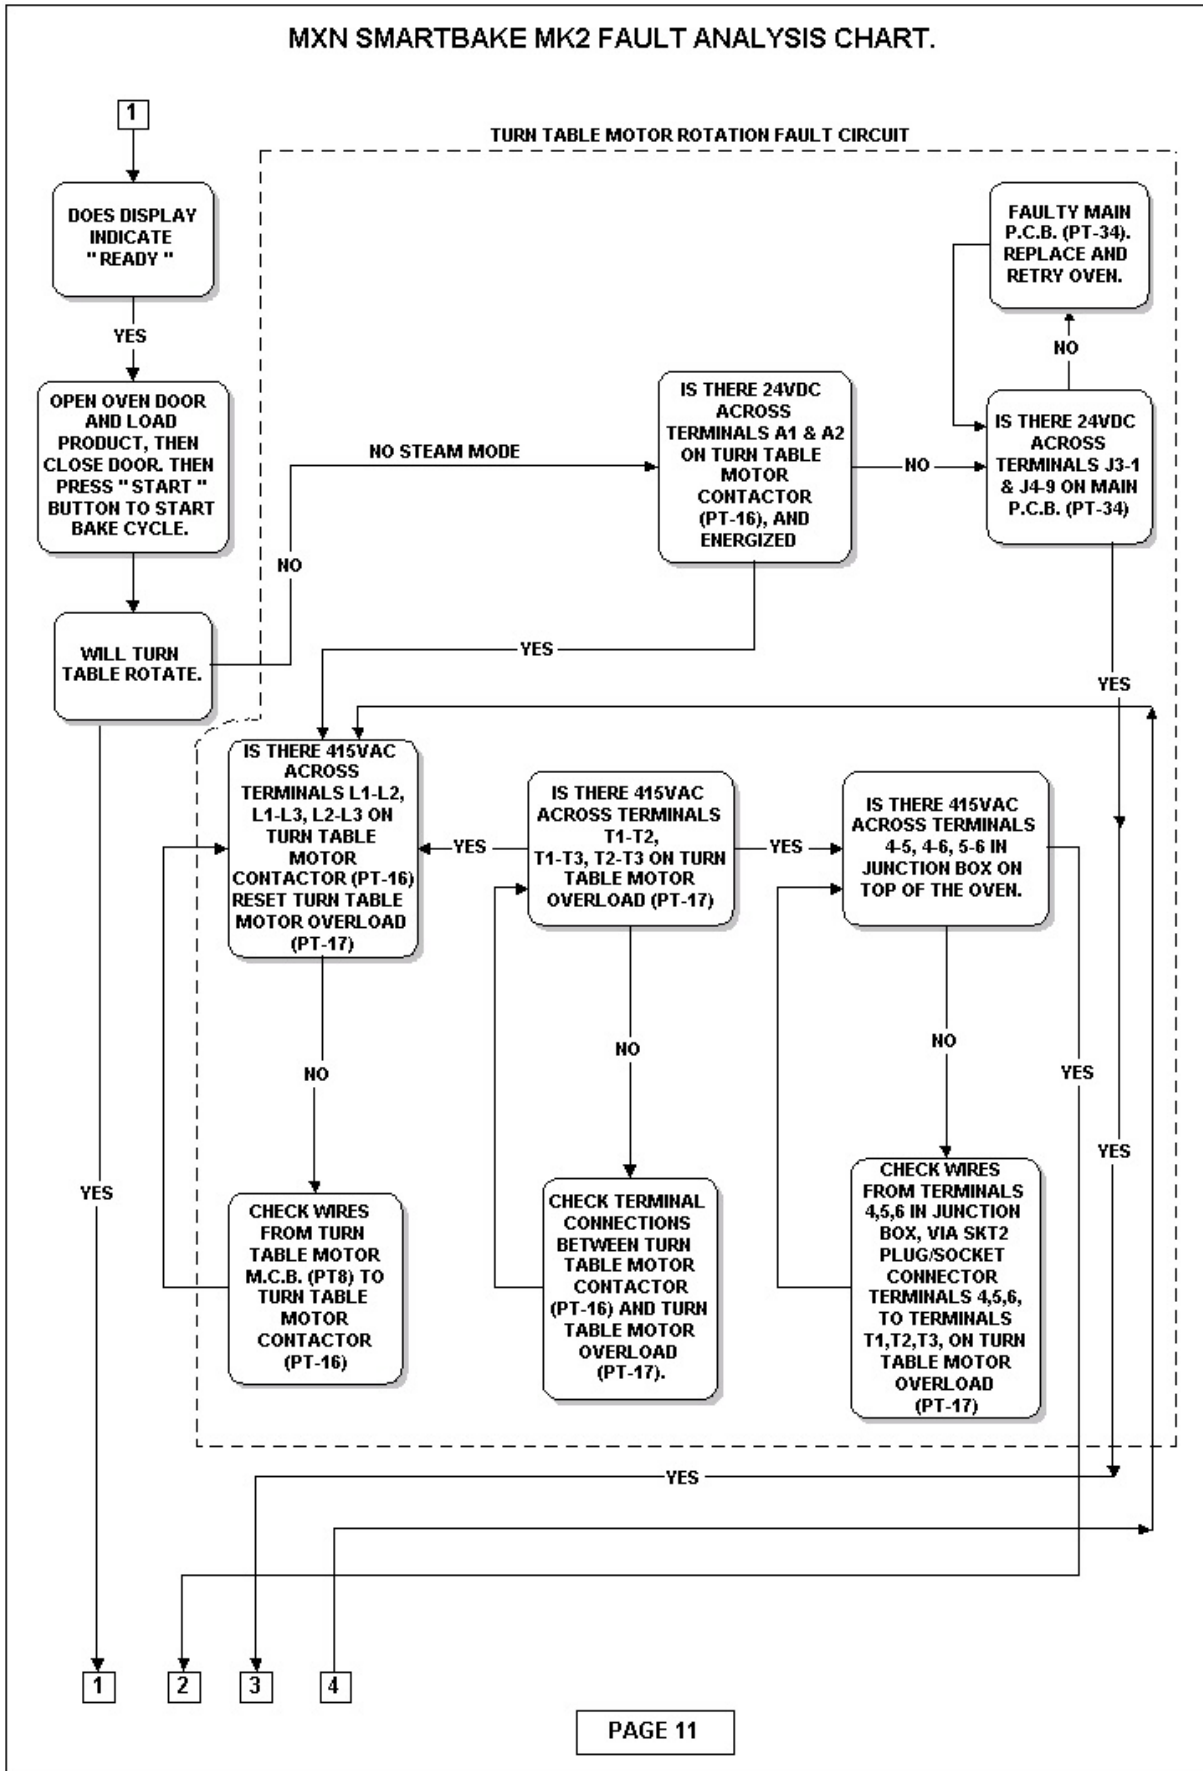 MXN SMARTBAKE MK2 FAULT ANALYSIS CHART.
1
TURN TABLE MOTOR ROTATION FAULT CIRCUIT
DOES DISPLAY
INDICATE
" READY "
YES
OPEN OVEN DOOR
AND LOAD
PRODUCT, THEN
CLOSE DOOR. THEN
PRESS " START "
BUTTON TO START
BAKE CYCLE.
WILL TURN
TABLE ROTATE.
NO
NO STEAM MODE
IS THERE 24VDC
ACROSS
TERMINALS A1 & A2
ON TURN TABLE
MOTOR
CONTACTOR
(PT-16), AND
ENERGIZED
NO
FAULTY MAIN
P.C.B. (PT-34).
REPLACE AND
RETRY OVEN.
NO
IS THERE 24VDC
ACROSS
TERMINALS J3-1
& J4-9 ON MAIN
P.C.B. (PT-34)
YES
YES
IS THERE 415VAC
ACROSS
TERMINALS L1-L2,
L1-L3, L2-L3 ON
TURN TABLE
MOTOR
CONTACTOR (PT-16)
RESET TURN TABLE
MOTOR OVERLOAD
(PT-17)
YES
IS THERE 415VAC
ACROSS TERMINALS
T1-T2,
T1-T3, T2-T3 ON TURN
TABLE MOTOR
OVERLOAD (PT-17)
YES
IS THERE 415VAC
ACROSS TERMINALS
4-5, 4-6, 5-6 IN
JUNCTION BOX ON
TOP OF THE OVEN.
NO
NO
NO
YES
YES
YES
CHECK WIRES
FROM TURN
TABLE MOTOR
M.C.B. (PT8) TO
TURN TABLE
MOTOR
CONTACTOR
(PT-16)
CHECK TERMINAL
CONNECTIONS
BETWEEN TURN
TABLE MOTOR
CONTACTOR
(PT-16) AND TURN
TABLE MOTOR
OVERLOAD
(PT-17).
CHECK WIRES
FROM TERMINALS
4,5,6 IN JUNCTION
BOX, VIA SKT2
PLUG/SOCKET
CONNECTOR
TERMINALS 4,5,6,
TO TERMINALS
T1,T2,T3, ON TURN
TABLE MOTOR
OVERLOAD
(PT-17)
YES
1
2
3
4
PAGE 11